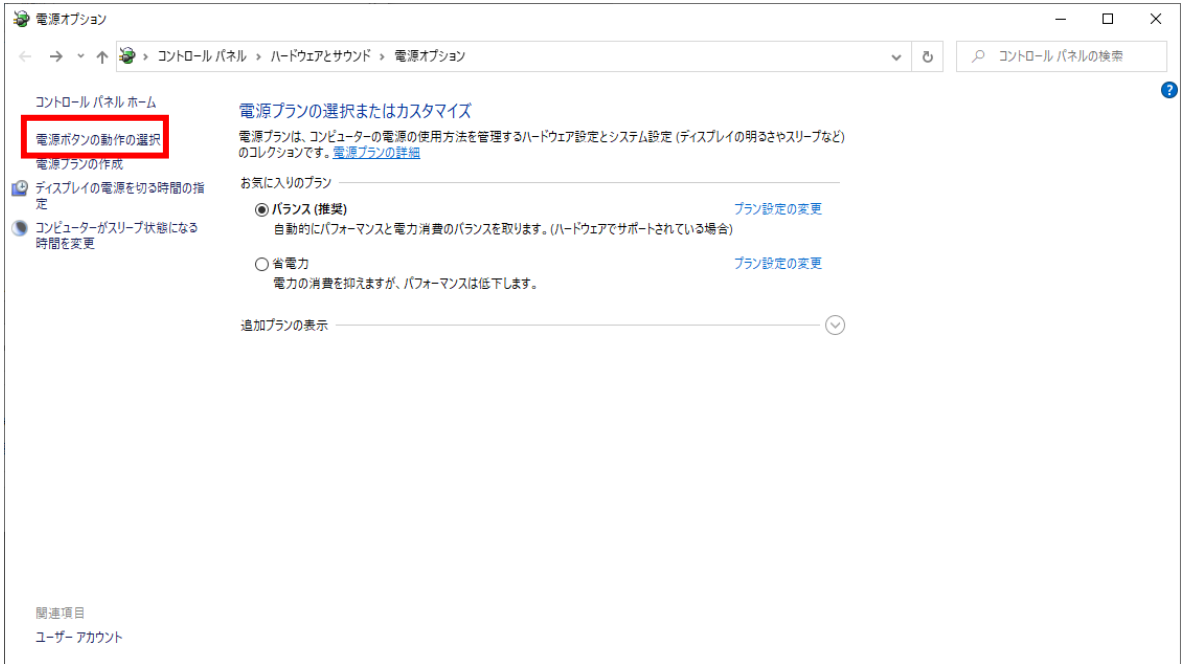 電源オプション
コントロール パネル › ハードウェアとサウンド › 電源オプション
コントロール パネルの検索
コントロール パネル ホーム
電源ボタンの動作の選択
電源プランの作成
ディスプレイの電源を切る時間の指
定
コンピューターがスリープ状態になる
時間を変更
電源プランの選択またはカスタマイズ
電源プランは、コンピューターの電源の使用方法を管理するハードウェア設定とシステム設定 (ディスプレイの明るさやスリープなど)
のコレクションです。電源プランの詳細
お気に入りのプラン
バランス (推奨) プラン設定の変更
自動的にパフォーマンスと電力消費のバランスを取ります。(ハードウェアでサポートされている場合)
省電力 プラン設定の変更
電力の消費を抑えますが、パフォーマンスは低下します。
追加プランの表示
関連項目
ユーザー アカウント